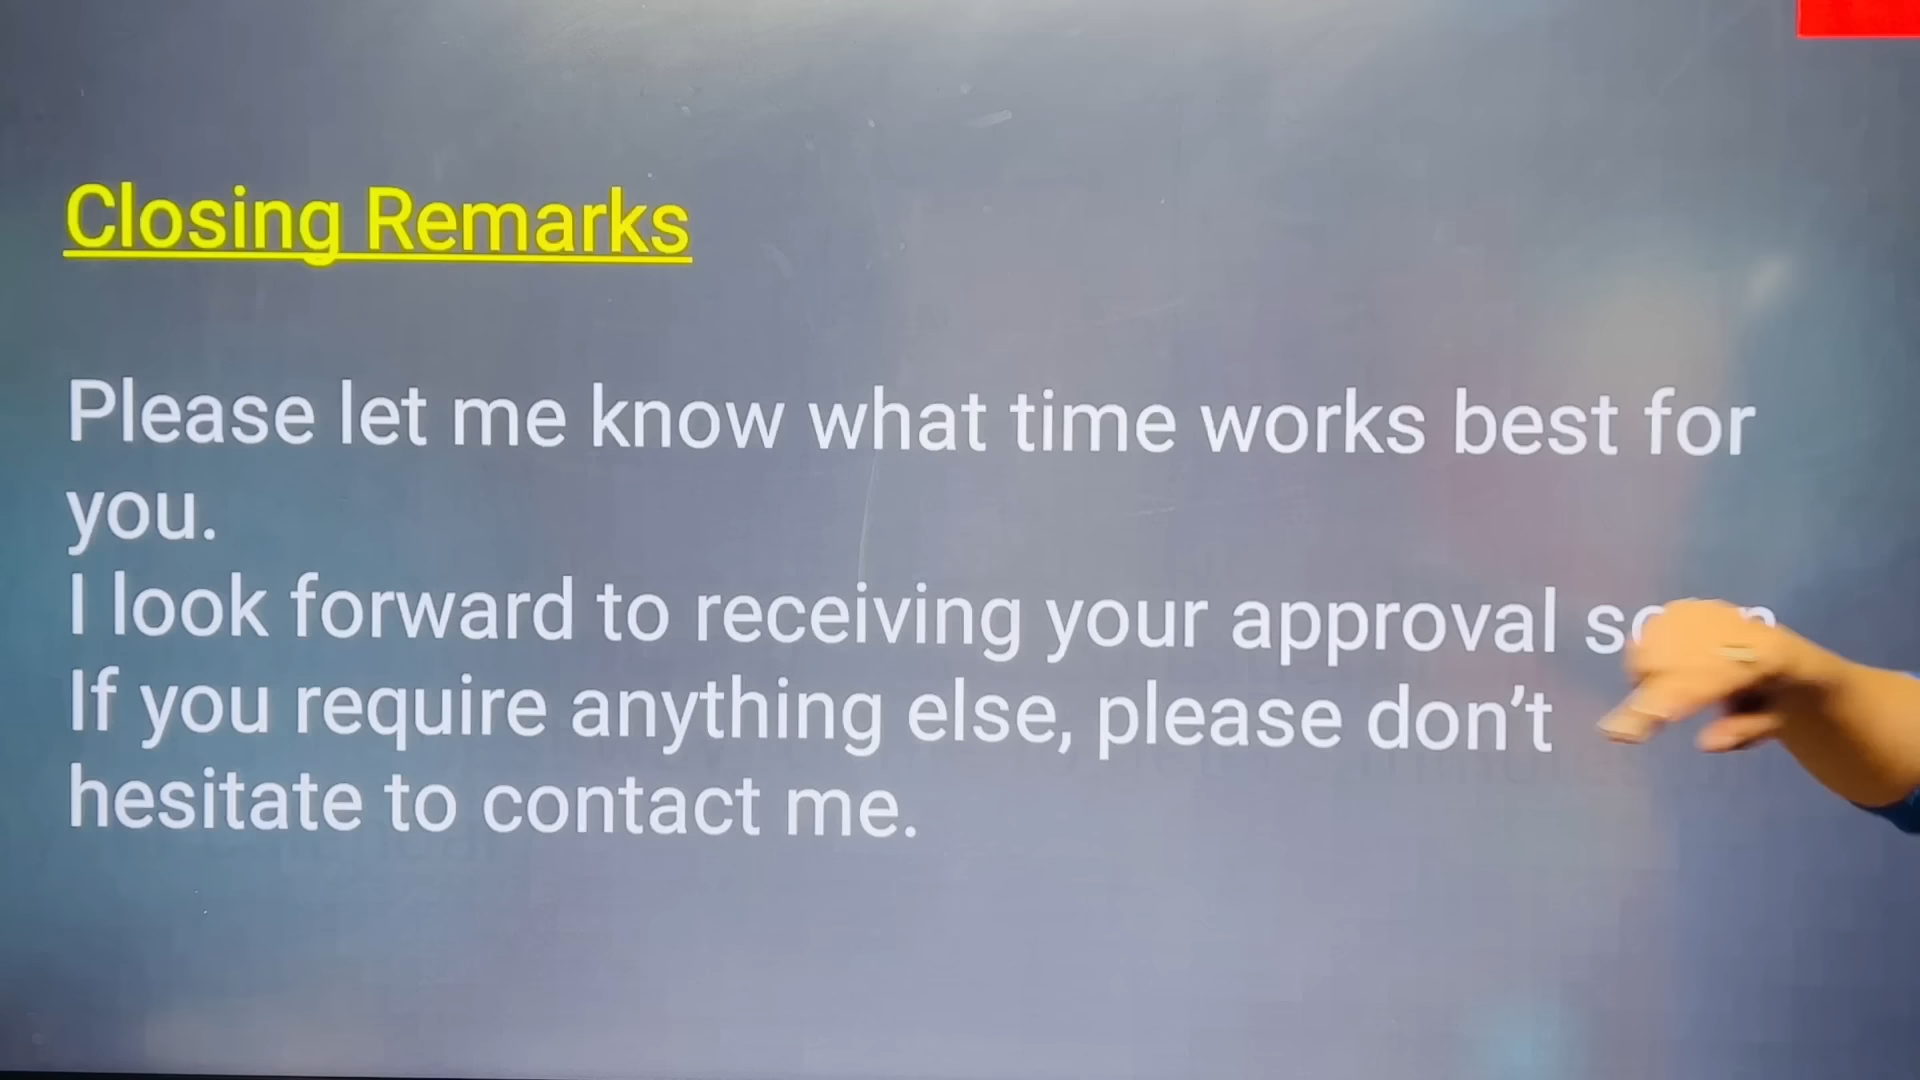 Closing Remarks
Please let me know what time works best for
you.
I look forward to receiving your approval
If you require anything else, please don’t
hesitate to contact me.